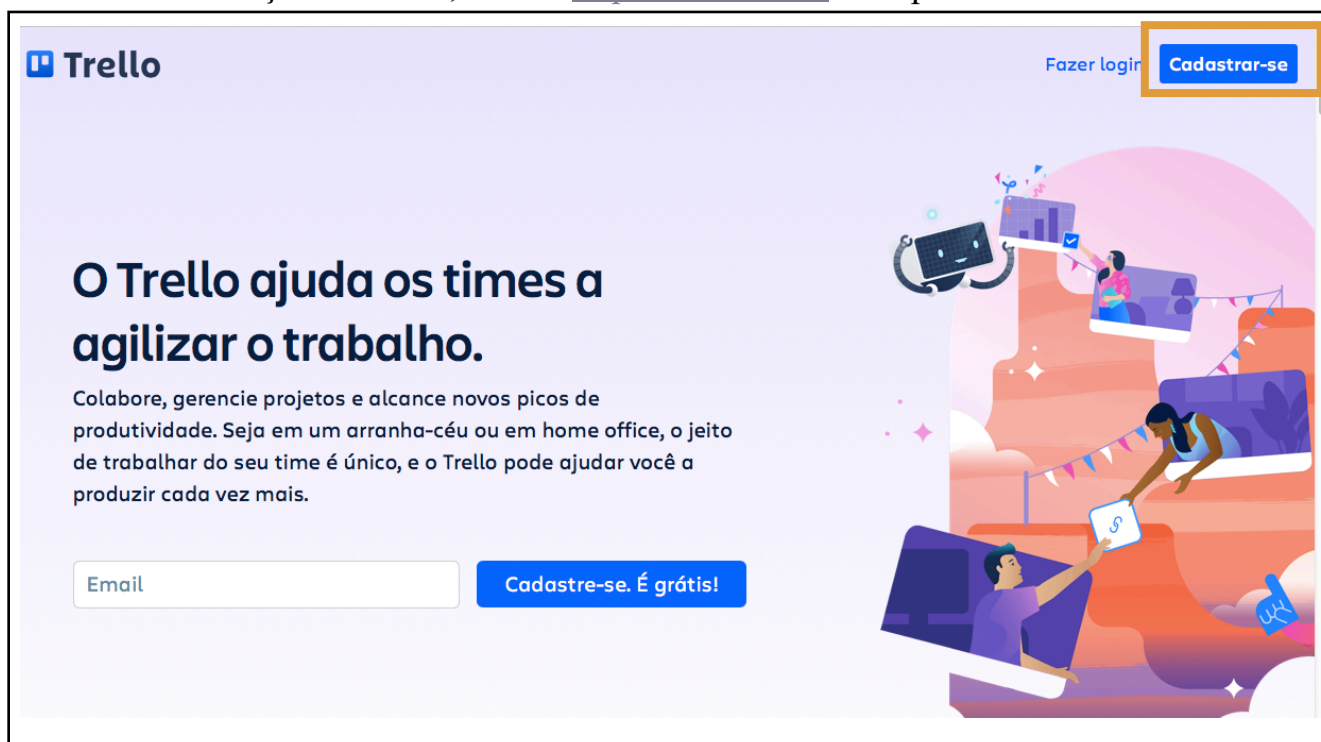 Trello
Fazer login
Cadastrar-se
O Trello ajuda os times a
agilizar o trabalho.
Colabore, gerencie projetos e alcance novos picos de
produtividade. Seja em um arranha-céu ou em home office, o jeito
de trabalhar do seu time é único, e o Trello pode ajudar você a
produzir cada vez mais.
Email
Cadastre-se. É grátis!